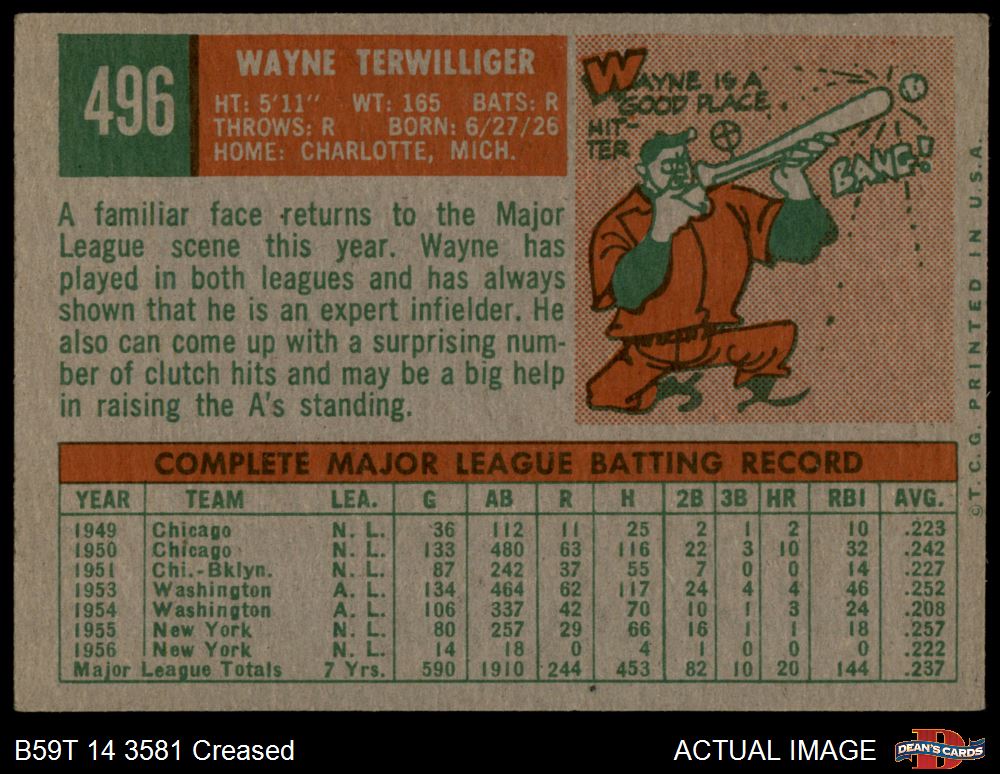 496
WAYNE TERWILLIGER
HT: 5'11" WT: 165 BATS: R
THROWS: R BORN: 6/27/26
HOME: CHARLOTTE, MICH.
WAYNE IS A
GOOD PLACE
HIT-
TER
BANG!
A familiar face returns to the Major
League scene this year. Wayne has
played in both leagues and has always
shown that he is an expert infielder. He
also can come up with a surprising num-
ber of clutch hits and may be a big help
in raising the A's standing.
COMPLETE MAJOR LEAGUE BATTING RECORD
YEAR TEAM LEA. G AB R H 2B 3B HR RBI AVG.
1949 Chicago N. L. 36 112 11 25 2 1 2 10 .223
1950 Chicago N. L. 133 480 63 116 22 3 10 32 .242
1951 Chi.-Bklyn. N. L. 87 242 37 55 7 0 0 14 .227
1953 Washington A. L. 134 464 62 117 24 4 4 46 .252
1954 Washington A. L. 106 337 42 70 10 1 3 24 .208
1955 New York N. L. 80 257 29 66 16 1 1 18 .257
1956 New York N. L. 14 18 0 4 1 0 0 0 .222
Major League Totals 7 Yrs. 590 1910 244 453 82 10 20 144 .237
©T. C. G. PRINTED IN U.S.A.
B59T 14 3581 Creased
ACTUAL IMAGE
DEAN'S CARDS